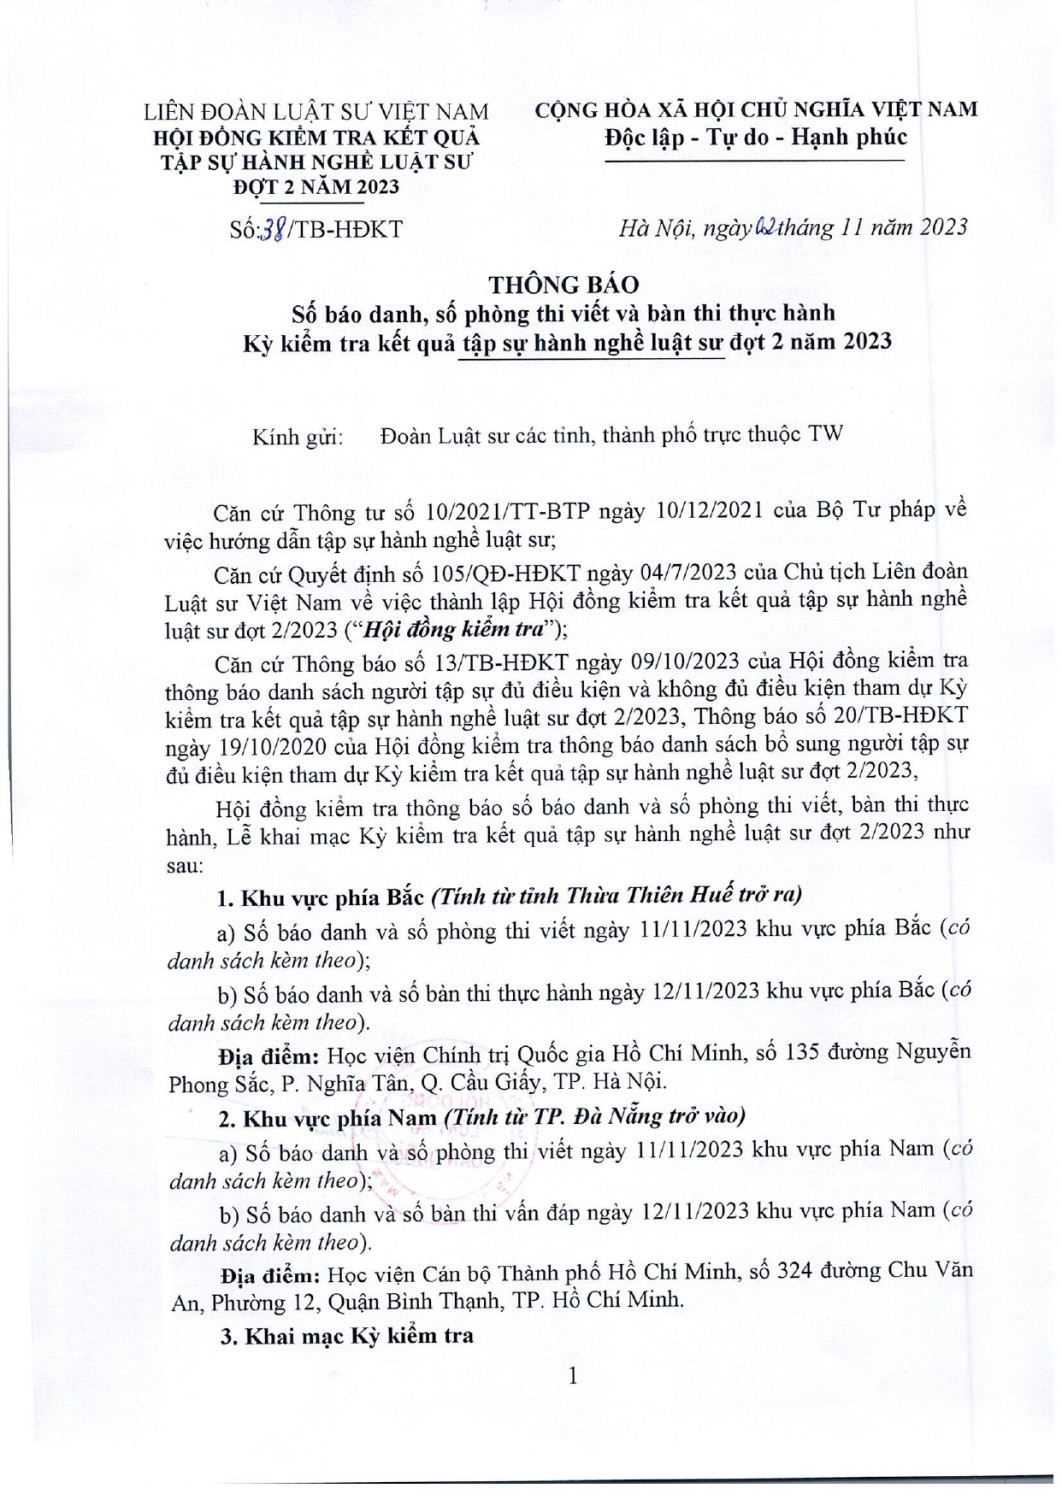 LIÊN ĐOÀN LUẬT SƯ VIỆT NAM
HỘI ĐỒNG KIỂM TRA KẾT QUẢ
TẬP SỰ HÀNH NGHỀ LUẬT SƯ
ĐỢT 2 NĂM 2023
Số:38/TB-HĐKT
CỘNG HÒA XÃ HỘI CHỦ NGHĨA VIỆT NAM
Độc lập - Tự do - Hạnh phúc
Hà Nội, ngày 02 tháng 11 năm 2023
THÔNG BÁO
Số báo danh, số phòng thi viết và bàn thi thực hành
Kỳ kiểm tra kết quả tập sự hành nghề luật sư đợt 2 năm 2023
Kính gửi: Đoàn Luật sư các tỉnh, thành phố trực thuộc TW
Căn cứ Thông tư số 10/2021/TT-BTP ngày 10/12/2021 của Bộ Tư pháp về
việc hướng dẫn tập sự hành nghề luật sư;
Căn cứ Quyết định số 105/QĐ-HĐKT ngày 04/7/2023 của Chủ tịch Liên đoàn
Luật sư Việt Nam về việc thành lập Hội đồng kiểm tra kết quả tập sự hành nghề
luật sư đợt 2/2023 (“Hội đồng kiểm tra”);
Căn cứ Thông báo số 13/TB-HĐKT ngày 09/10/2023 của Hội đồng kiểm tra
thông báo danh sách người tập sự đủ điều kiện và không đủ điều kiện tham dự Kỳ
kiểm tra kết quả tập sự hành nghề luật sư đợt 2/2023, Thông báo số 20/TB-HĐKT
ngày 19/10/2020 của Hội đồng kiểm tra thông báo danh sách bổ sung người tập sự
đủ điều kiện tham dự Kỳ kiểm tra kết quả tập sự hành nghề luật sư đợt 2/2023,
Hội đồng kiểm tra thông báo số báo danh và số phòng thi viết, bàn thi thực
hành, Lễ khai mạc Kỳ kiểm tra kết quả tập sự hành nghề luật sư đợt 2/2023 như
sau:
1. Khu vực phía Bắc (Tính từ tỉnh Thừa Thiên Huế trở ra)
a) Số báo danh và số phòng thi viết ngày 11/11/2023 khu vực phía Bắc (có
danh sách kèm theo);
b) Số báo danh và số bàn thi thực hành ngày 12/11/2023 khu vực phía Bắc (có
danh sách kèm theo).
Địa điểm: Học viện Chính trị Quốc gia Hồ Chí Minh, số 135 đường Nguyễn
Phong Sắc, P. Nghĩa Tân, Q. Cầu Giấy, TP. Hà Nội.
2. Khu vực phía Nam (Tính từ TP. Đà Nẵng trở vào)
a) Số báo danh và số phòng thi viết ngày 11/11/2023 khu vực phía Nam (có
danh sách kèm theo);
b) Số báo danh và số bàn thi vấn đáp ngày 12/11/2023 khu vực phía Nam (có
danh sách kèm theo).
Địa điểm: Học viện Cán bộ Thành phố Hồ Chí Minh, số 324 đường Chu Văn
An, Phường 12, Quận Bình Thạnh, TP. Hồ Chí Minh.
3. Khai mạc Kỳ kiểm tra
1